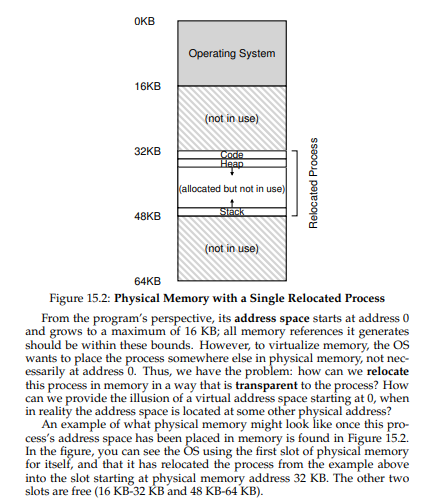 0KB
Operating System
16KB
(not in use)
32KB
Code
Heap
(allocated but not in use)
Stack
48KB
(not in use)
64KB
Relocated Process
Figure 15.2: Physical Memory with a Single Relocated Process
From the program's perspective, its address space starts at address 0
and grows to a maximum of 16 KB; all memory references it generates
should be within these bounds. However, to virtualize memory, the OS
wants to place the process somewhere else in physical memory, not nec-
essarily at address 0. Thus, we have the problem: how can we relocate
this process in memory in a way that is transparent to the process? How
can we provide the illusion of a virtual address space starting at 0, when
in reality the address space is located at some other physical address?
An example of what physical memory might look like once this pro-
cess's address space has been placed in memory is found in Figure 15.2.
In the figure, you can see the OS using the first slot of physical memory
for itself, and that it has relocated the process from the example above
into the slot starting at physical memory address 32 KB. The other two
slots are free (16 KB-32 KB and 48 KB-64 KB).